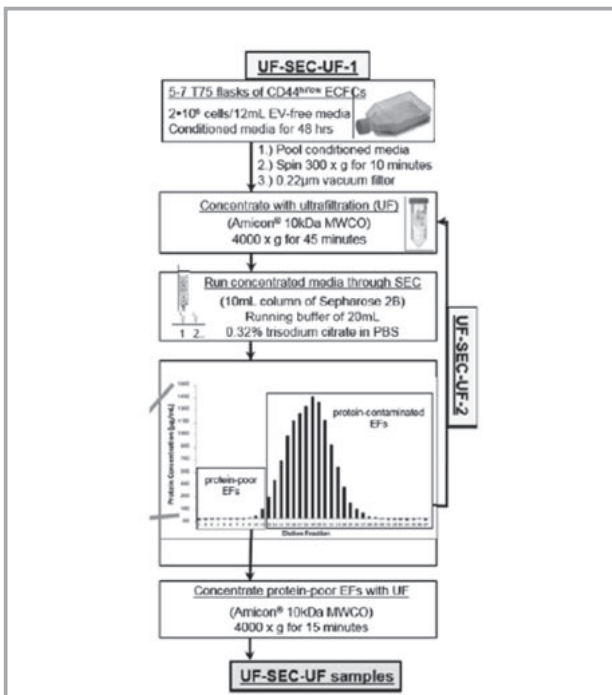 UF-SEC-UF-1
5-7 T75 flasks of CD44ʰⁱ/ˡᵒʷ ECFCs
2•10⁶ cells/12mL EV-free media
Conditioned media for 48 hrs
1.) Pool conditioned media
2.) Spin 300 x g for 10 minutes
3.) 0.22µm vacuum filter
Concentrate with ultrafiltration (UF)
(Amicon® 10kDa MWCO)
4000 x g for 45 minutes
Run concentrated media through SEC
(10mL column of Sepharose 2B)
Running buffer of 20mL
0.32% trisodium citrate in PBS
1 2..
UF-SEC-UF-2
Protein Concentration (µg/mL)
protein-contaminated
EFs
protein-poor
EFs
Elution Fraction
Concentrate protein-poor EFs with UF
(Amicon® 10kDa MWCO)
4000 x g for 15 minutes
UF-SEC-UF samples